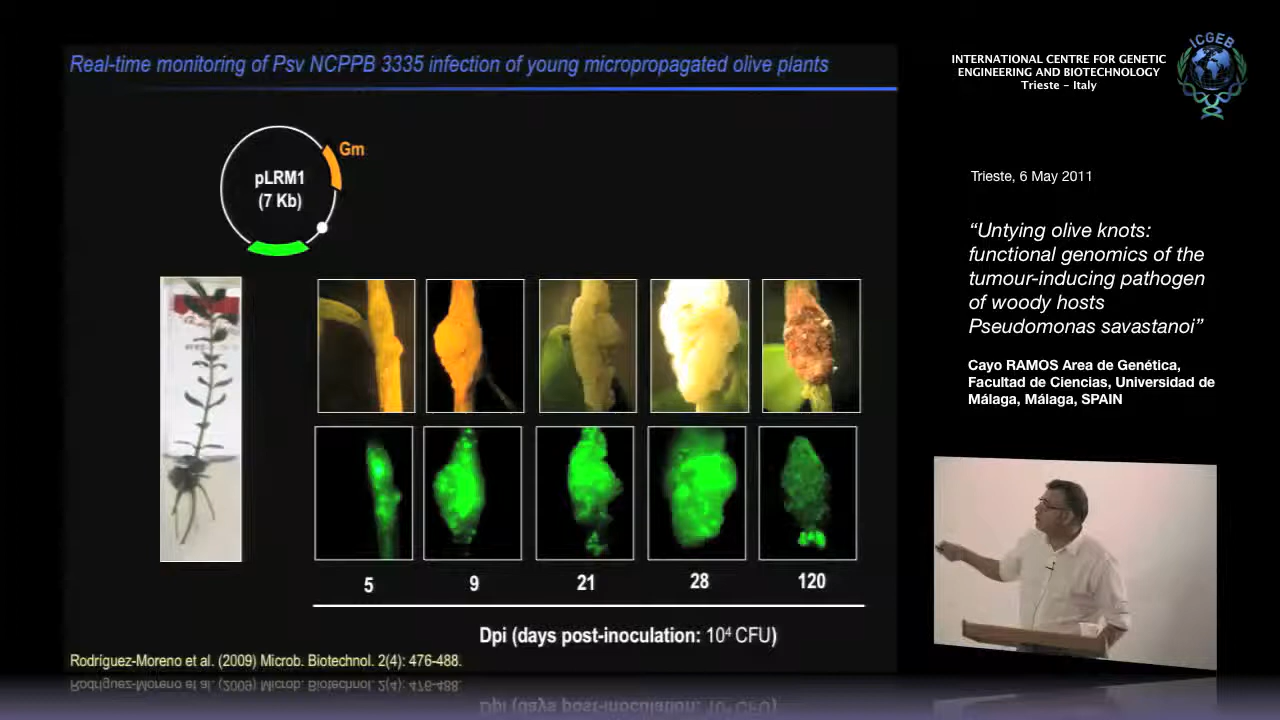 Real-time monitoring of Psv NCPPB 3335 infection of young micropropagated olive plants
Gm
pLRM1
(7 Kb)
5 9 21 28 120
Dpi (days post-inoculation: 10⁴ CFU)
Rodríguez-Moreno et al. (2009) Microb. Biotechnol. 2(4): 476-488.
INTERNATIONAL CENTRE FOR GENETIC
ENGINEERING AND BIOTECHNOLOGY
Trieste – Italy
ICGEB
Trieste, 6 May 2011
“Untying olive knots:
functional genomics of the
tumour-inducing pathogen
of woody hosts
Pseudomonas savastanoi”
Cayo RAMOS Area de Genética,
Facultad de Ciencias, Universidad de
Málaga, Málaga, SPAIN